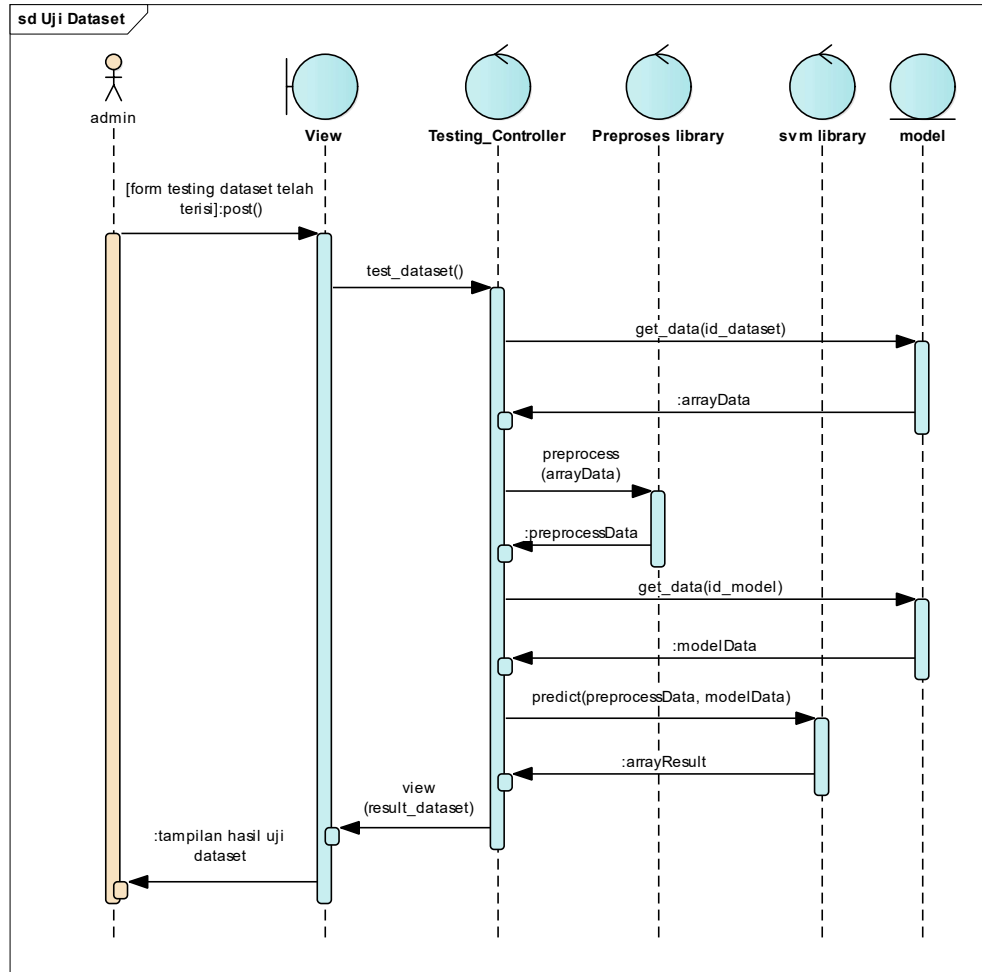 sd Uji Dataset
admin
View
Testing_Controller
Preproses library
svm library
model
[form testing dataset telah
terisi]:post()
test_dataset()
get_data(id_dataset)
:arrayData
preprocess
(arrayData)
:preprocessData
get_data(id_model)
:modelData
predict(preprocessData, modelData)
:arrayResult
view
(result_dataset)
:tampilan hasil uji
dataset